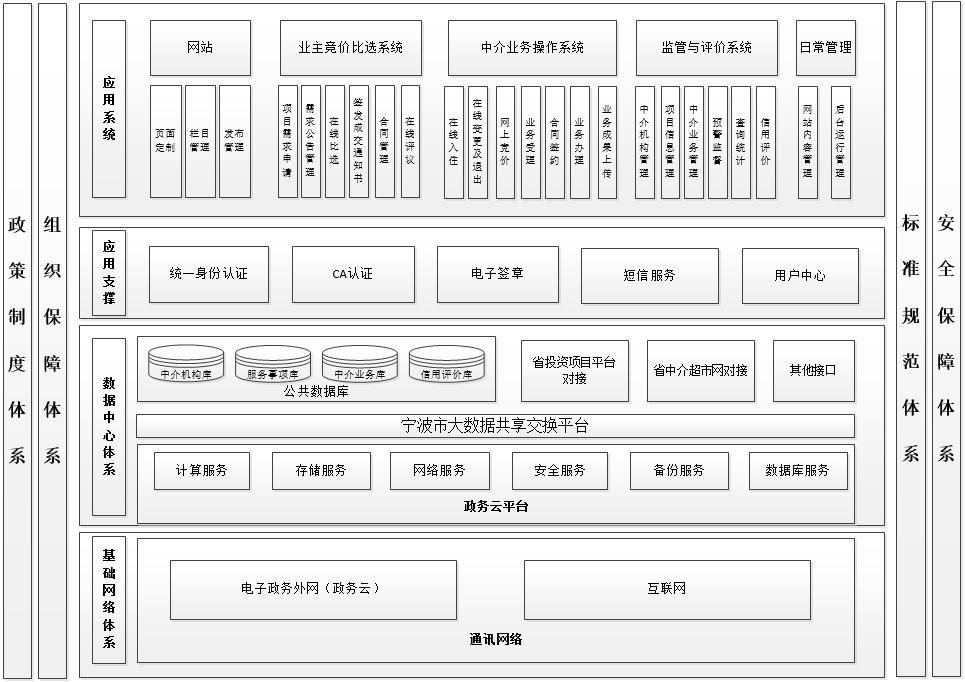 政策制度体系
组织保障体系
应用系统
网站
页面定制
栏目管理
发布管理
业主竞价比选系统
项目需求申请
需求公告管理
在线比选
签发成交通知书
合同管理
在线评议
中介业务操作系统
在线入住
在线变更及退出
网上竞价
业务受理
合同签约
业务办理
业务成果上传
监管与评价系统
中介机构管理
项目信息管理
中介业务管理
预警监督
查询统计
信用评价
日常管理
网站内容管理
后台运行管理
应用支撑
统一身份认证
CA认证
电子签章
短信服务
用户中心
数据中心体系
中介机构库
服务事项库
中介业务库
信用评价库
公共数据库
省投资项目平台
对接
省中介超市网对接
其他接口
宁波市大数据共享交换平台
计算服务
存储服务
网络服务
安全服务
备份服务
数据库服务
政务云平台
基础网络体系
电子政务外网（政务云）
互联网
通讯网络
标准规范体系
安全保障体系